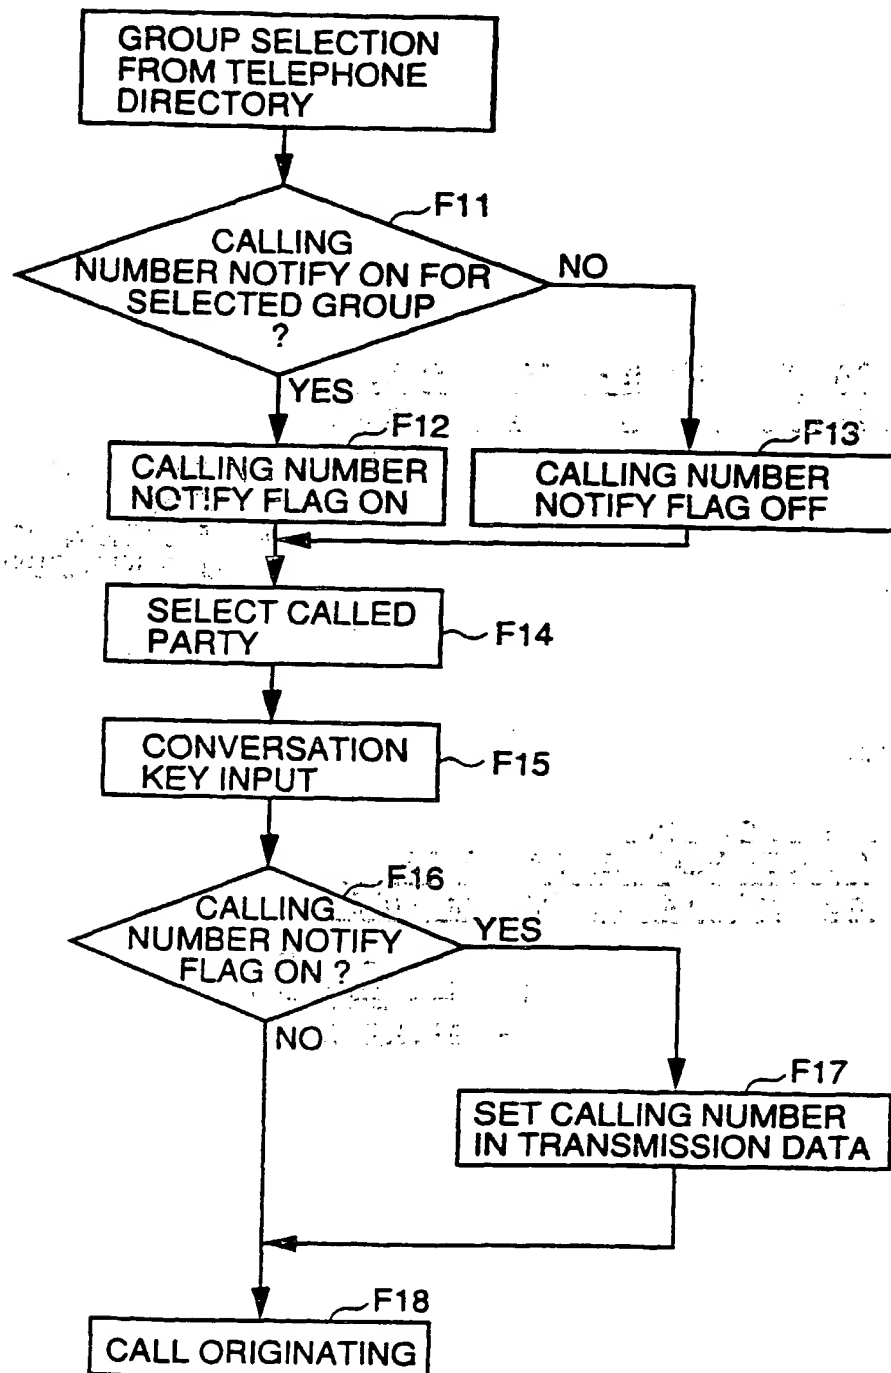 GROUP SELECTION
FROM TELEPHONE
DIRECTORY
F11
CALLING
NUMBER NOTIFY ON FOR
SELECTED GROUP
?
NO
YES
F12
CALLING NUMBER
NOTIFY FLAG ON
F13
CALLING NUMBER
NOTIFY FLAG OFF
SELECT CALLED
PARTY
F14
CONVERSATION
KEY INPUT
F15
F16
CALLING
NUMBER NOTIFY
FLAG ON ?
YES
NO
F17
SET CALLING NUMBER
IN TRANSMISSION DATA
F18
CALL ORIGINATING